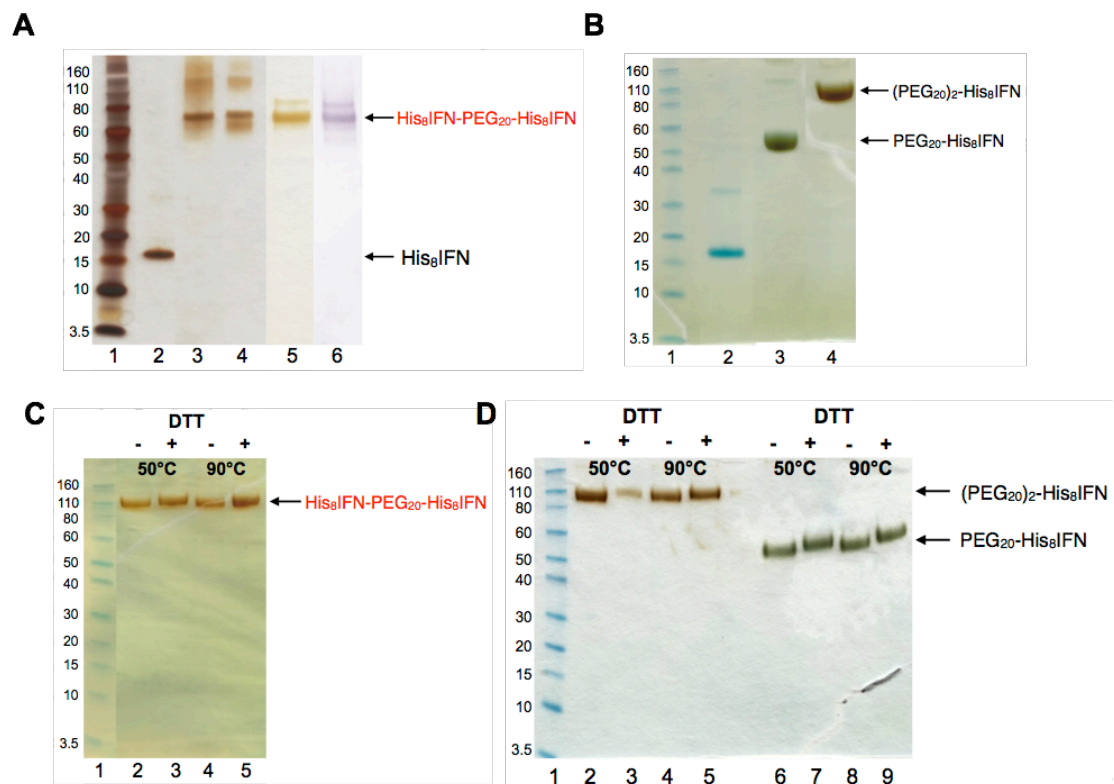 A
160
110
80
60
50
40
30
20
15
10
3.5
His₈IFN-PEG₂₀-His₈IFN
His₈IFN
1 2 3 4 5 6
B
160
110
80
60
50
40
30
20
15
10
3.5
(PEG₂₀)₂-His₈IFN
PEG₂₀-His₈IFN
1 2 3 4
C
DTT
- + - +
50°C 90°C
160
110
80
60
50
40
30
20
15
10
3.5
His₈IFN-PEG₂₀-His₈IFN
1 2 3 4 5
D
DTT DTT
- + - + - + - +
50°C 90°C 50°C 90°C
160
110
80
60
50
40
30
20
15
10
3.5
(PEG₂₀)₂-His₈IFN
PEG₂₀-His₈IFN
1 2 3 4 5 6 7 8 9